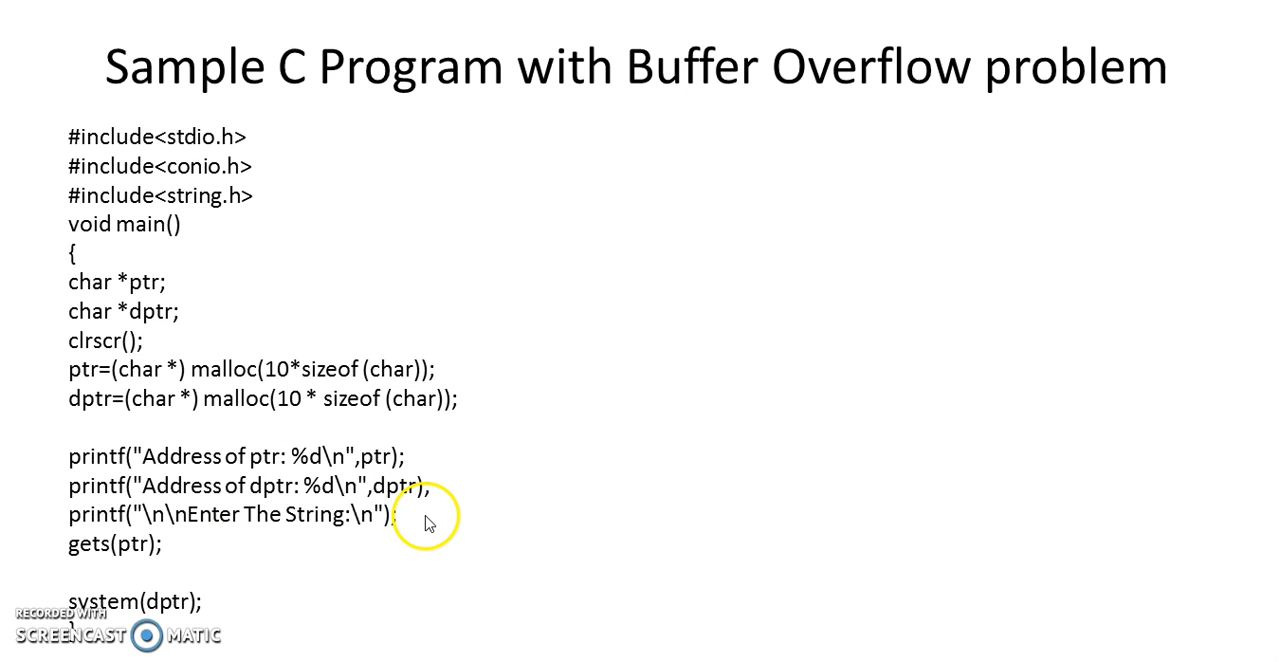 Sample C Program with Buffer Overflow problem
#include<stdio.h>
#include<conio.h>
#include<string.h>
void main()
{
char *ptr;
char *dptr;
clrscr();
ptr=(char *) malloc(10*sizeof (char));
dptr=(char *) malloc(10 * sizeof (char));
printf("Address of ptr: %d\n",ptr);
printf("Address of dptr: %d\n",dptr);
printf("\n\nEnter The String:\n");
gets(ptr);
system(dptr);
}
RECORDED WITH
SCREENCAST MATIC